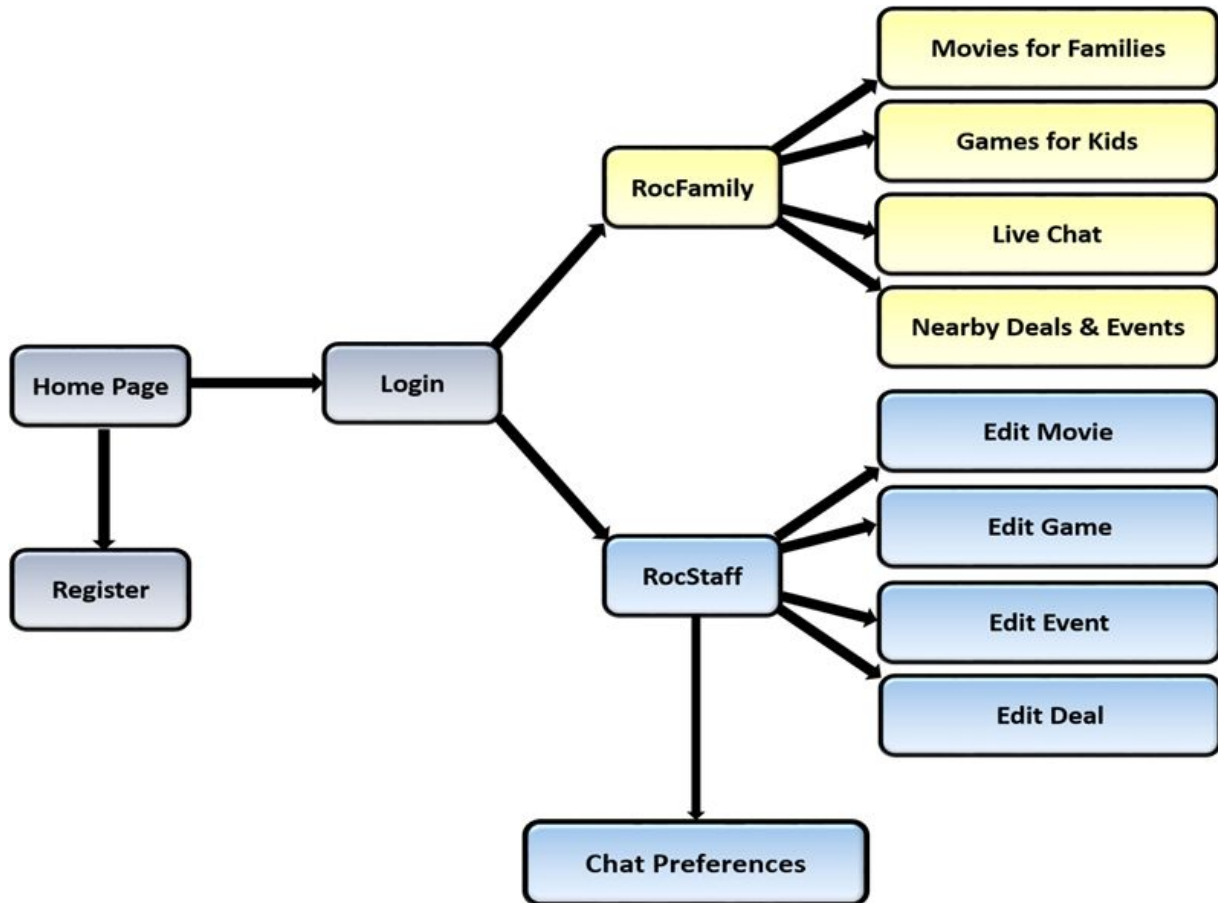 Movies for Families
Games for Kids
RocFamily
Live Chat
Nearby Deals & Events
Home Page
Login
Edit Movie
Edit Game
RocStaff
Register
Edit Event
Edit Deal
Chat Preferences